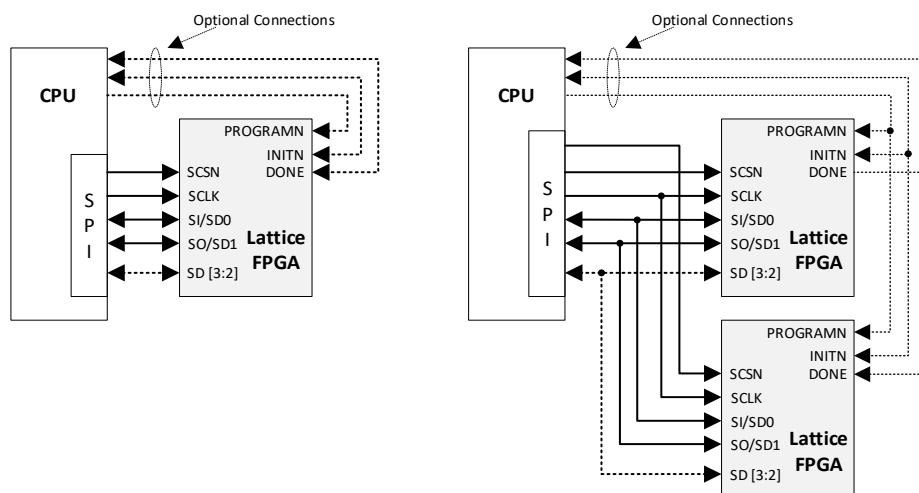 Optional Connections
CPU
PROGRAMN
INITN
DONE
SPI
SCSN
SCLK
SI/SD0
SO/SD1
SD [3:2]
Lattice
FPGA
Optional Connections
CPU
PROGRAMN
INITN
DONE
SPI
SCSN
SCLK
SI/SD0
SO/SD1
SD [3:2]
Lattice
FPGA
PROGRAMN
INITN
DONE
SCSN
SCLK
SI/SD0
SO/SD1
SD [3:2]
Lattice
FPGA